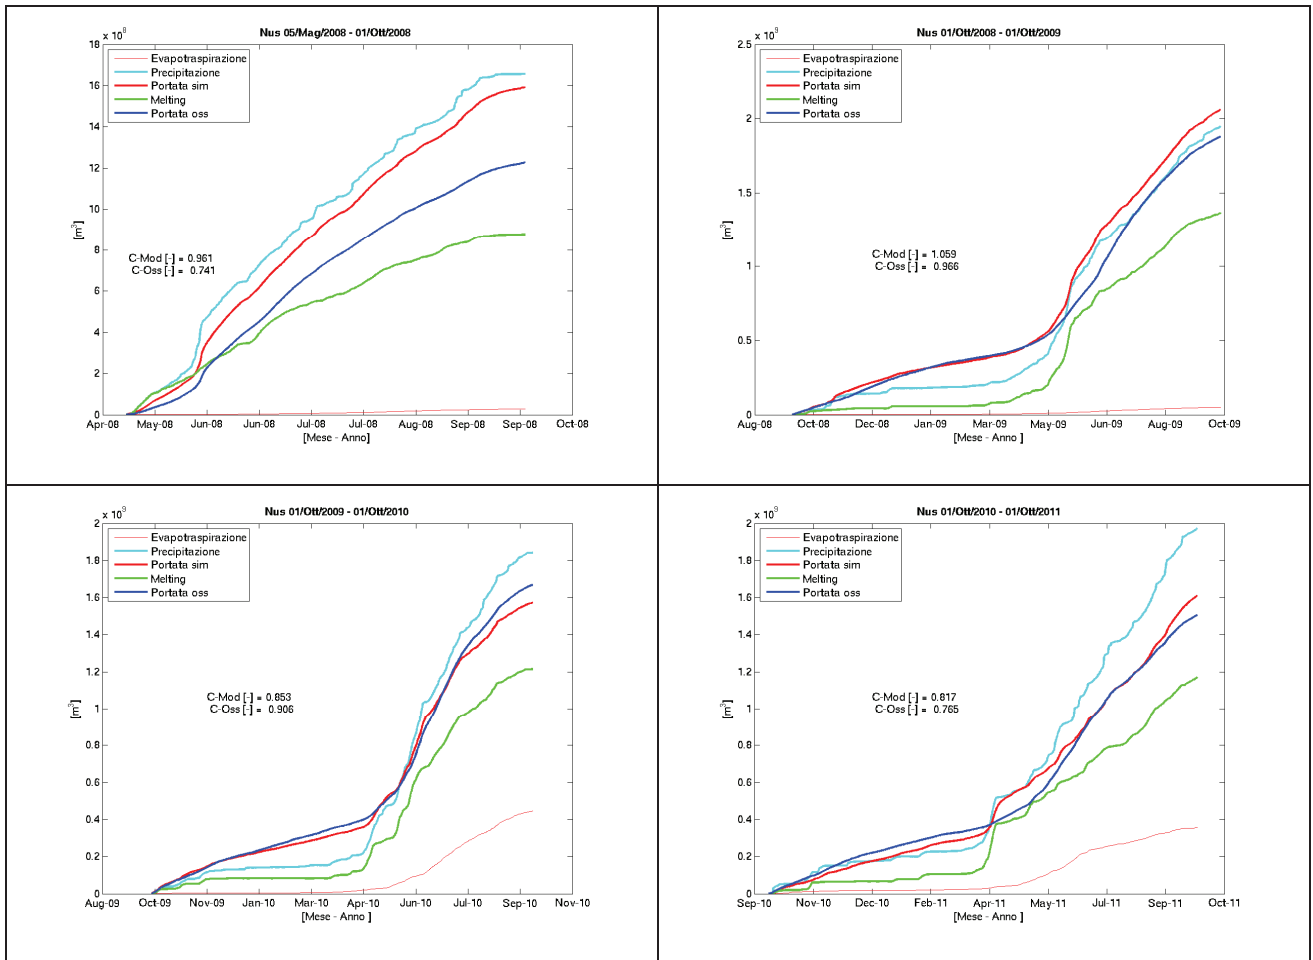 Nus 05/Mag/2008 - 01/Ott/2008
x 10^8
Evapotraspirazione
Precipitazione
Portata sim
Melting
Portata oss
18
16
14
12
10
8
6
4
2
0
[m^3]
C-Mod [-] = 0.961
C-Oss [-] = 0.741
Apr-08 May-08 Jun-08 Jun-08 Jul-08 Jul-08 Aug-08 Sep-08 Sep-08 Oct-08
[Mese - Anno]
Nus 01/Ott/2008 - 01/Ott/2009
x 10^9
Evapotraspirazione
Precipitazione
Portata sim
Melting
Portata oss
2.5
2
1.5
1
0.5
0
[m^3]
C-Mod [-] = 1.059
C-Oss [-] = 0.966
Aug-08 Oct-08 Dec-08 Jan-09 Mar-09 May-09 Jun-09 Aug-09 Oct-09
[Mese - Anno ]
Nus 01/Ott/2009 - 01/Ott/2010
x 10^9
Evapotraspirazione
Precipitazione
Portata sim
Melting
Portata oss
2
1.8
1.6
1.4
1.2
1
0.8
0.6
0.4
0.2
0
[m^3]
C-Mod [-] = 0.853
C-Oss [-] = 0.906
Aug-09 Oct-09 Nov-09 Jan-10 Mar-10 Apr-10 Jun-10 Jul-10 Sep-10 Nov-10
[Mese - Anno ]
Nus 01/Ott/2010 - 01/Ott/2011
x 10^9
Evapotraspirazione
Precipitazione
Portata sim
Melting
Portata oss
2
1.8
1.6
1.4
1.2
1
0.8
0.6
0.4
0.2
0
[m^3]
C-Mod [-] = 0.817
C-Oss [-] = 0.765
Sep-10 Nov-10 Dec-10 Feb-11 Apr-11 May-11 Jul-11 Sep-11 Oct-11
[Mese - Anno ]